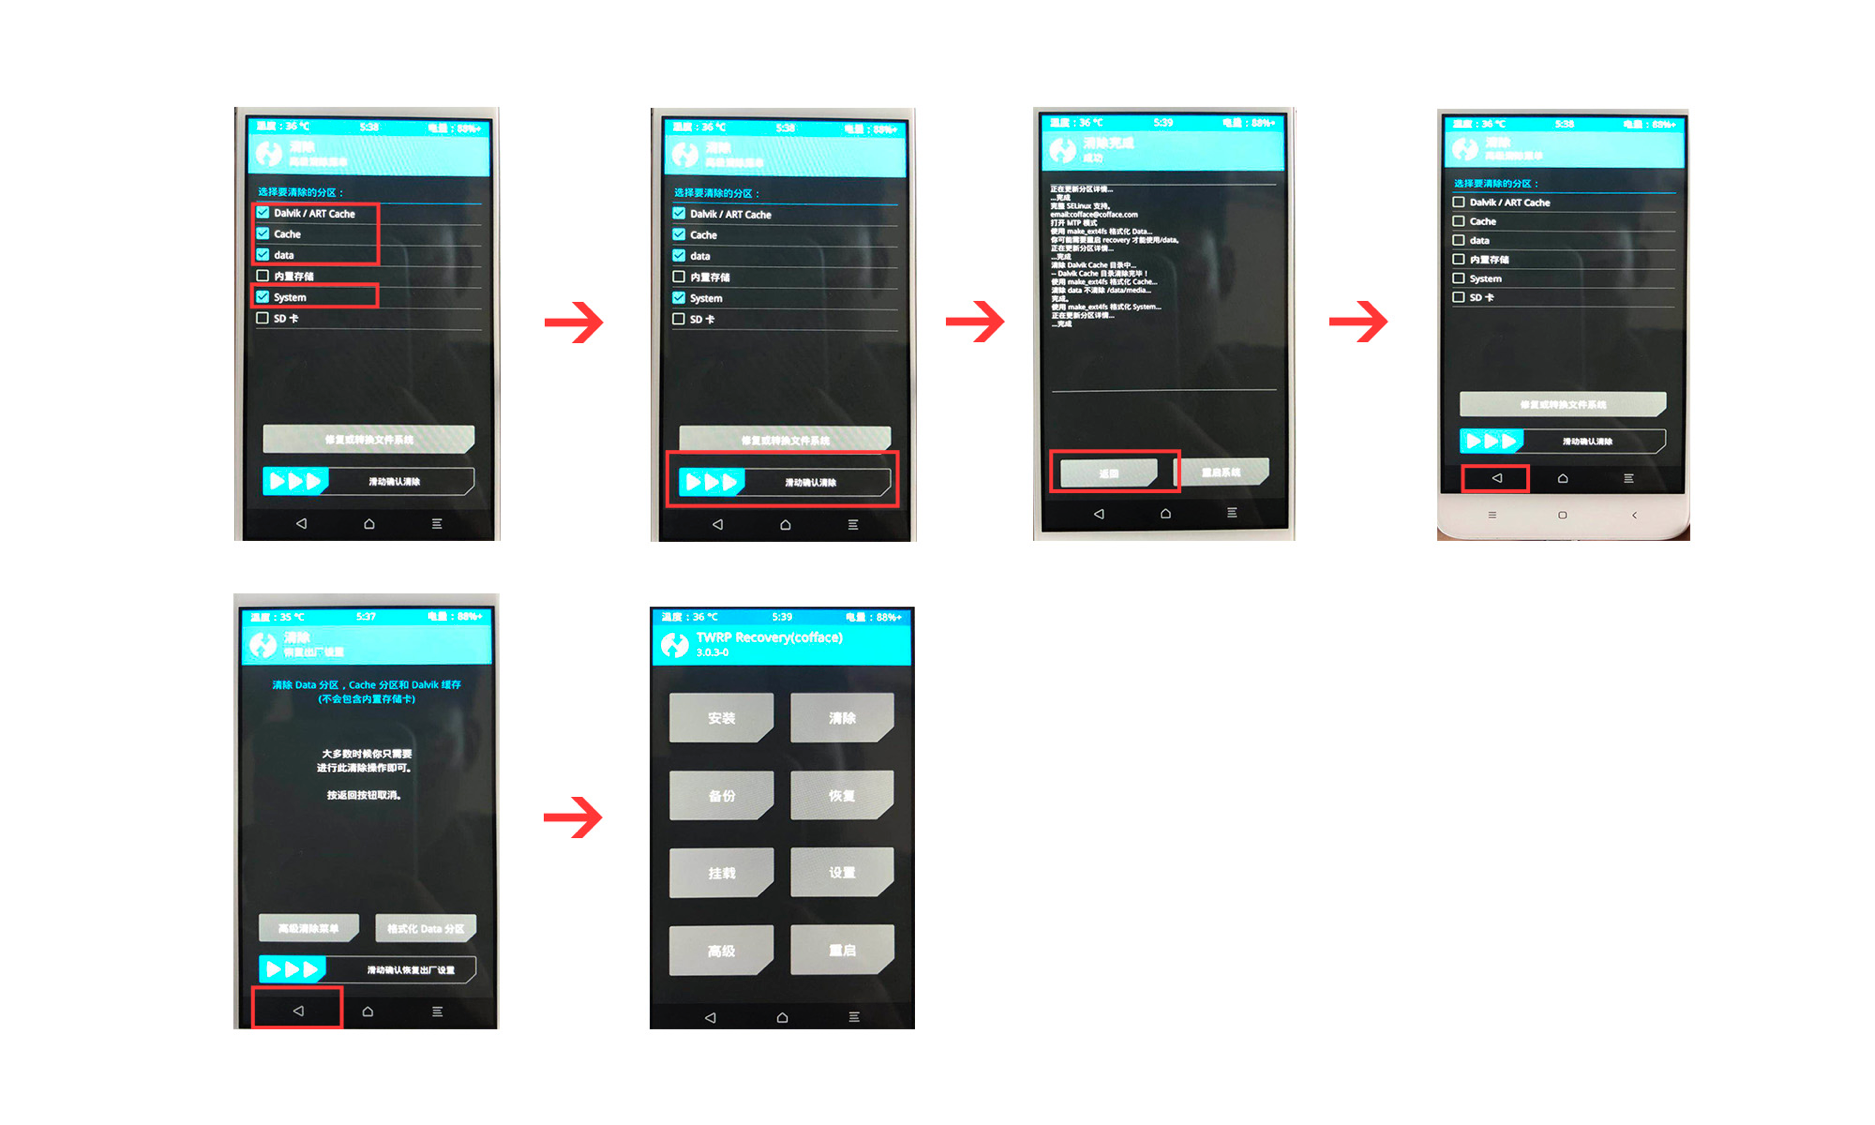 温度：36 ℃ 5:38 电量：88%+
清除
高级清除菜单
选择要清除的分区：
Dalvik / ART Cache
Cache
data
内置存储
System
SD 卡
修复或转换文件系统
滑动确认清除
温度：36 ℃ 5:38 电量：88%+
清除
高级清除菜单
选择要清除的分区：
Dalvik / ART Cache
Cache
data
内置存储
System
SD 卡
修复或转换文件系统
滑动确认清除
温度：36 ℃ 5:39 电量：88%+
清除完成
成功
正在更新分区详情...
...完成
完整 SELinux 支持。
email:cofface@cofface.com
打开 MTP 模式
使用 make_ext4fs 格式化 Data...
你可能需要重启 recovery 才能使用/data。
正在更新分区详情...
...完成
清除 Dalvik Cache 目录中...
-- Dalvik Cache 目录清除完毕！
使用 make_ext4fs 格式化 Cache...
清除 data 不清除 /data/media...
完成。
使用 make_ext4fs 格式化 System...
正在更新分区详情...
...完成
返回 重启系统
温度：36 ℃ 5:38 电量：88%+
清除
高级清除菜单
选择要清除的分区：
Dalvik / ART Cache
Cache
data
内置存储
System
SD 卡
修复或转换文件系统
滑动确认清除
温度：35 ℃ 5:37 电量：88%+
清除
恢复出厂设置
清除 Data 分区，Cache 分区和 Dalvik 缓存
(不会包含内置存储卡)
大多数时候你只需要
进行此清除操作即可。
按返回按钮取消。
高级清除菜单 格式化 Data 分区
滑动确认恢复出厂设置
温度：36 ℃ 5:39 电量：88%+
TWRP Recovery(cofface)
3.0.3-0
安装 清除
备份 恢复
挂载 设置
高级 重启